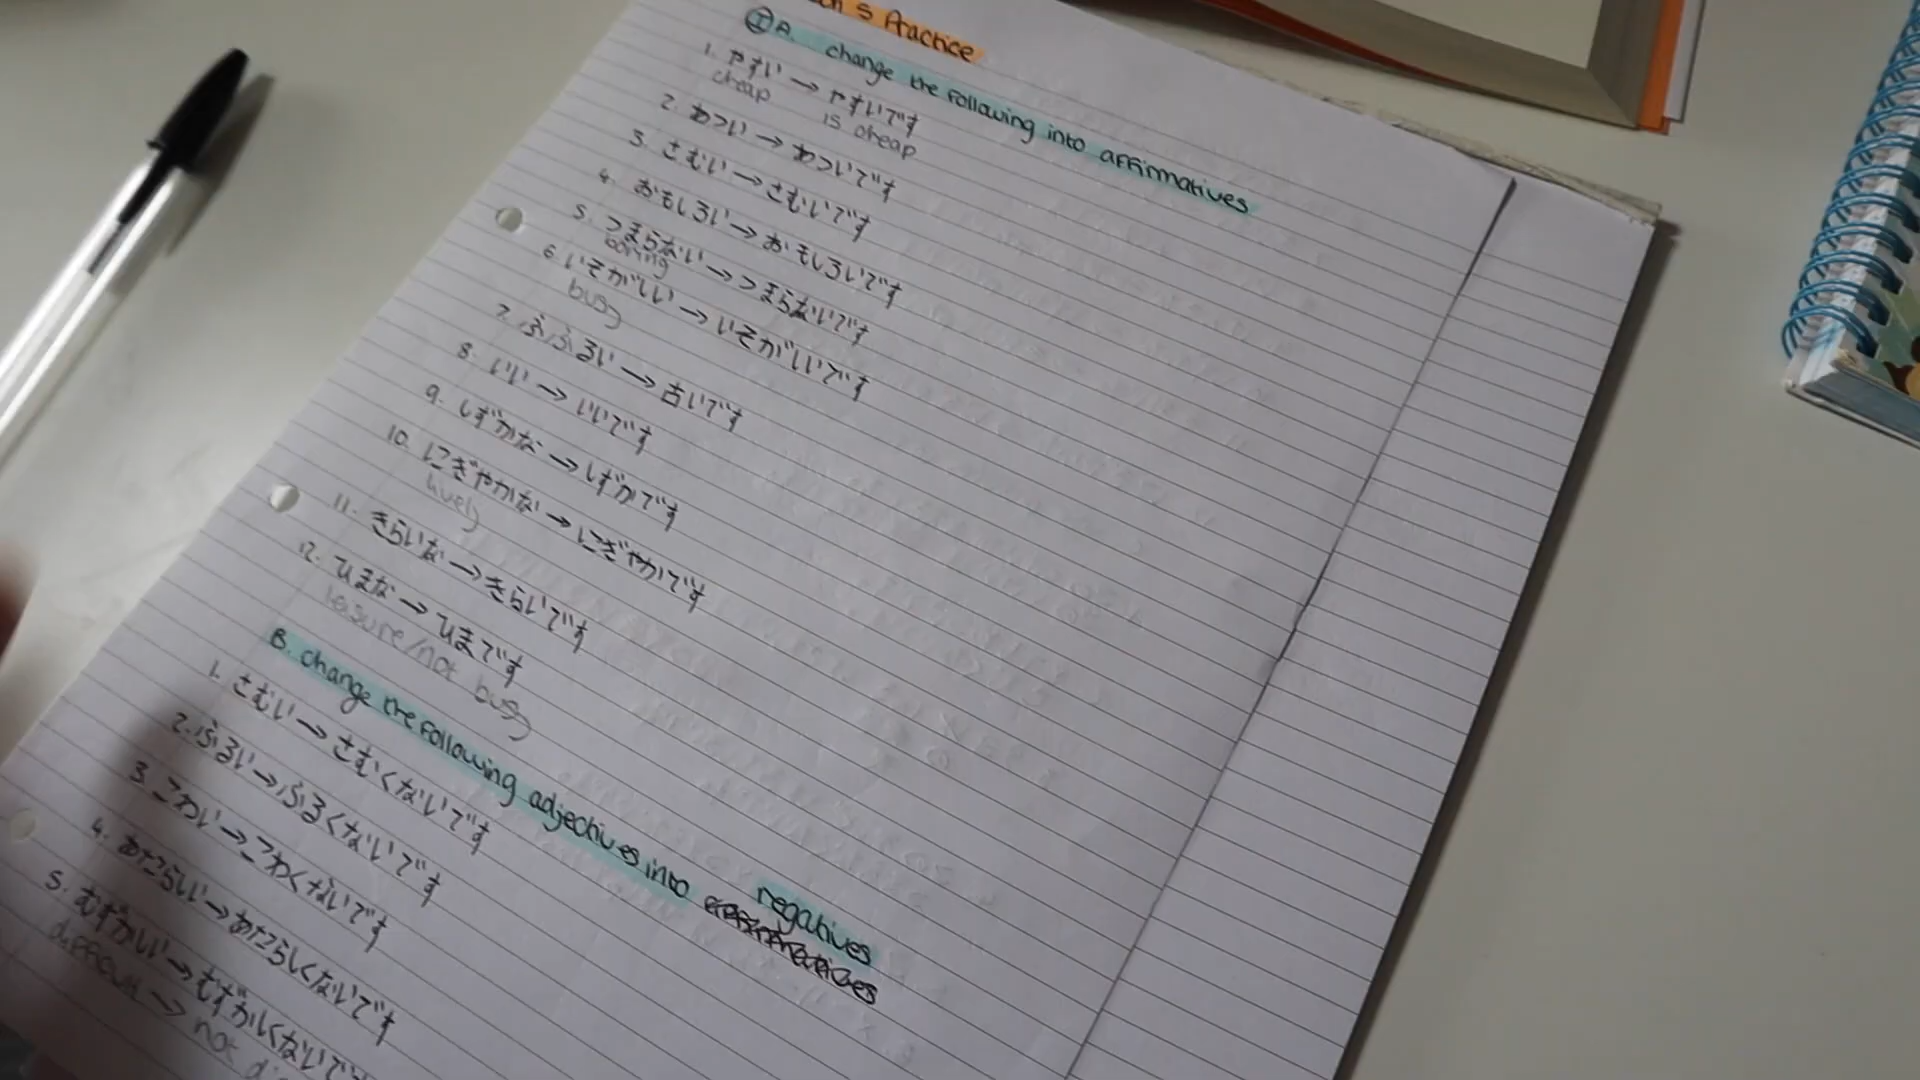 5 Practice
I A. change the following into affirmatives
1. やすい → やすいです
cheap is cheap
2. あつい → あついです
3. さむい → さむいです
4. おもしろい → おもしろいです
5. つまらない → つまらないです
boring
6. いそがしい → いそがしいです
busy
7. ふるい → 古いです
8. いい → いいです
9. しずかな → しずかです
10. にぎやかな → にぎやかです
lively
11. きらいな → きらいです
12. ひまな → ひまです
leisure/not busy
B. change the following adjectives into negatives
1. さむい → さむくないです
2. ふるい → ふるくないです
3. こわい → こわくないです
4. あたらしい → あたらしくないです
5. むずかしい → むずかしくないで
difficult → not